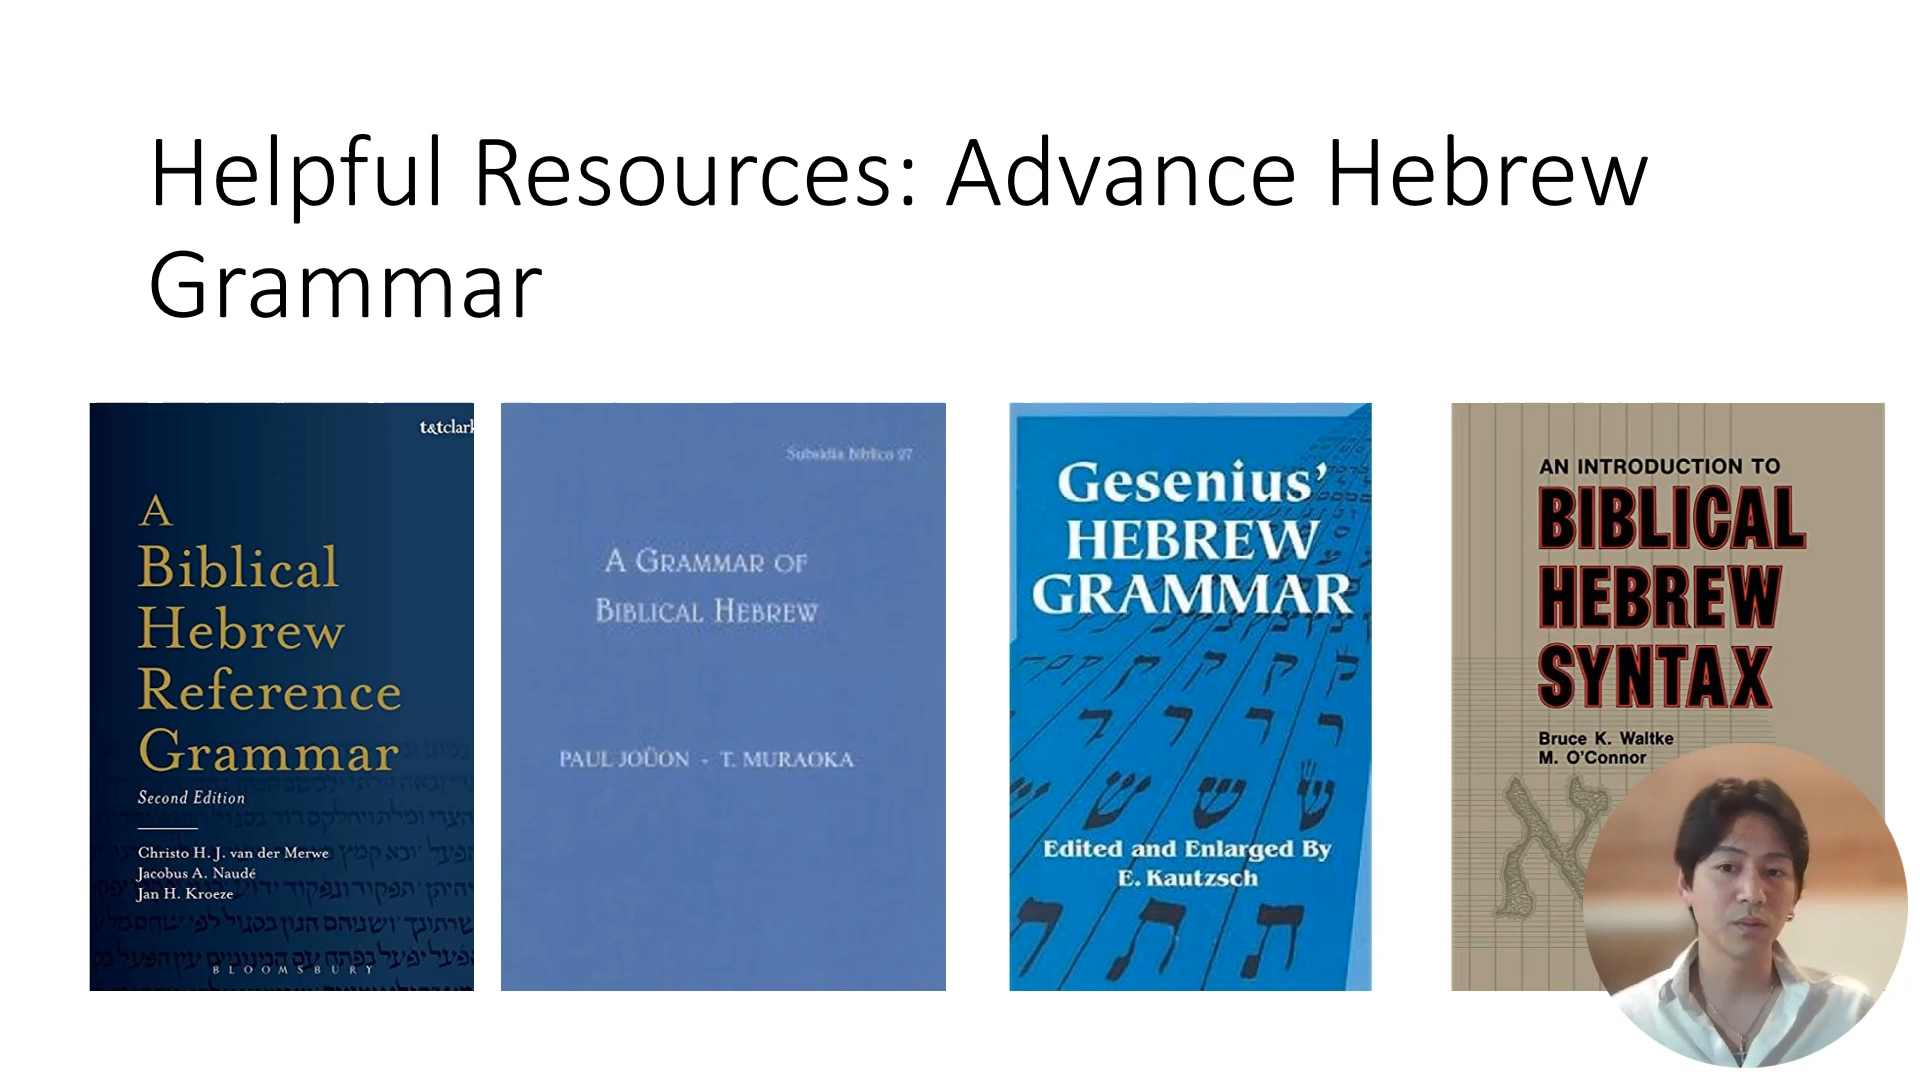 Helpful Resources: Advance Hebrew
Grammar
t&tclark
A
Biblical
Hebrew
Reference
Grammar
Second Edition
Christo H. J. van der Merwe
Jacobus A. Naudé
Jan H. Kroeze
BLOOMSBURY
Subsidia Biblica 27
A GRAMMAR OF
BIBLICAL HEBREW
PAUL JOÜON - T. MURAOKA
Gesenius'
HEBREW
GRAMMAR
ק ק ק ק
ר ר ר ר
ש ש ש ש
Edited and Enlarged By
E. Kautzsch
ת ת ת
AN INTRODUCTION TO
BIBLICAL
HEBREW
SYNTAX
Bruce K. Waltke
M. O'Connor
א